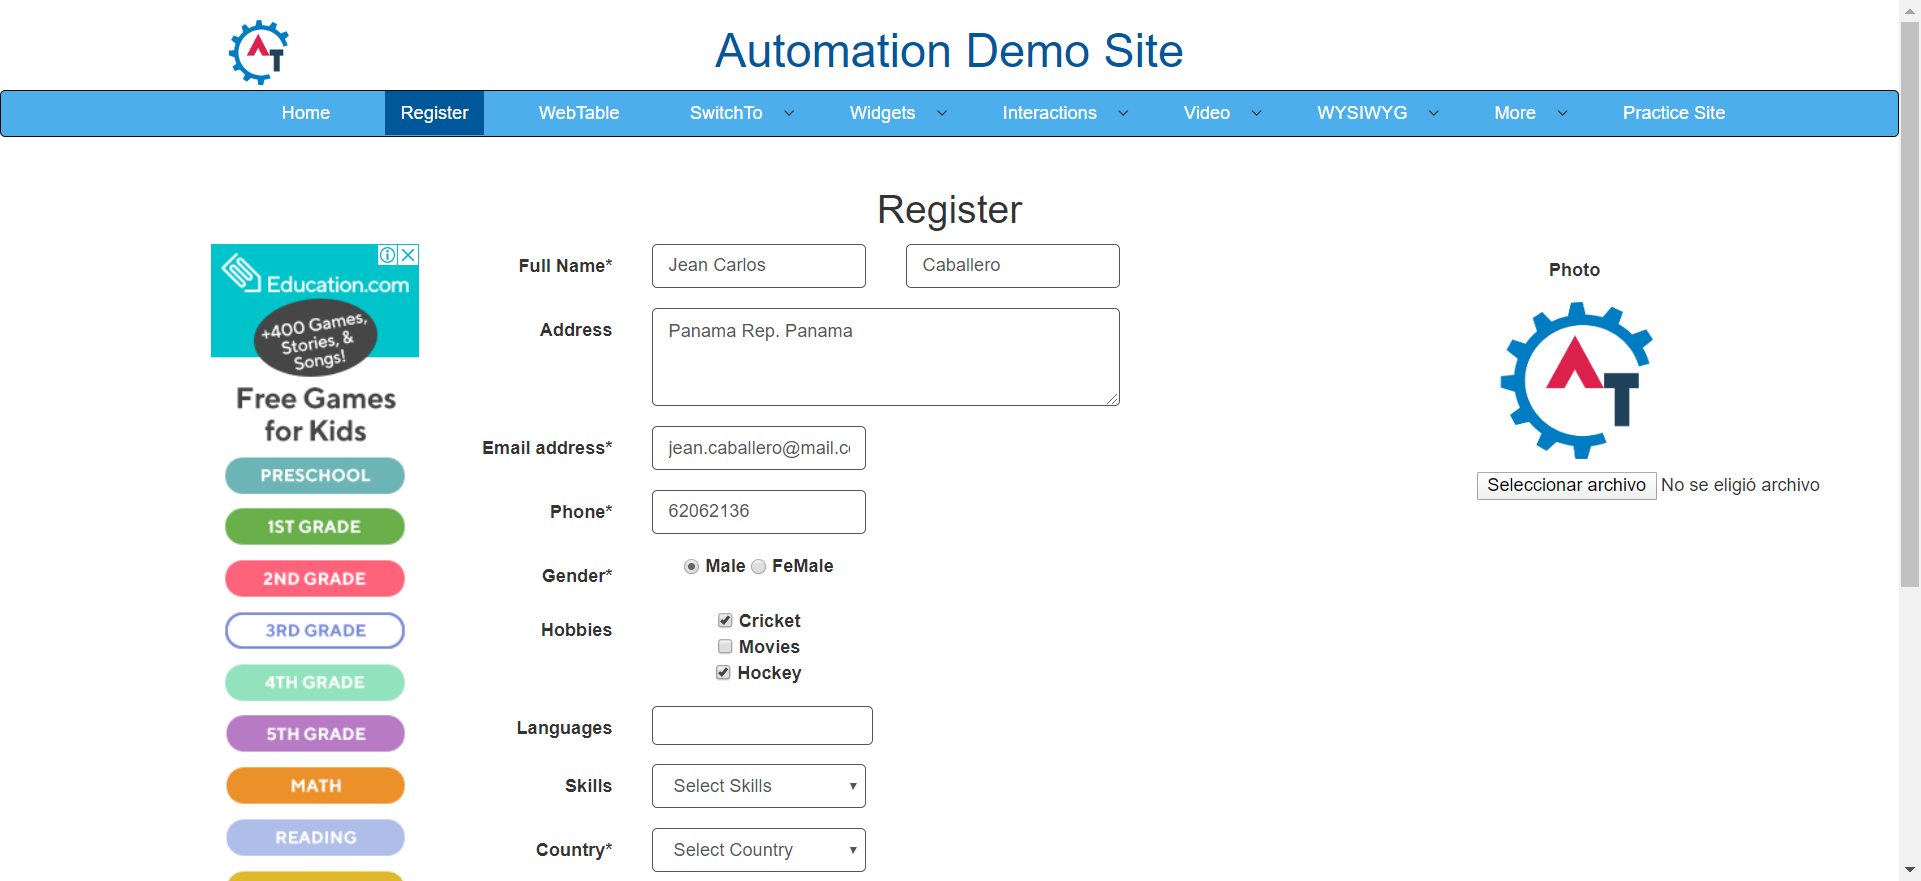 Automation Demo Site
Home Register WebTable SwitchTo Widgets Interactions Video WYSIWYG More Practice Site
Register
Education.com
+400 Games,
Stories, &
Songs!
Free Games
for Kids
PRESCHOOL
1ST GRADE
2ND GRADE
3RD GRADE
4TH GRADE
5TH GRADE
MATH
READING
Full Name* Jean Carlos Caballero
Address Panama Rep. Panama
Email address* jean.caballero@mail.c
Phone* 62062136
Gender* Male FeMale
Hobbies Cricket
Movies
Hockey
Languages
Skills Select Skills
Country* Select Country
Photo
AT
Seleccionar archivo No se eligió archivo